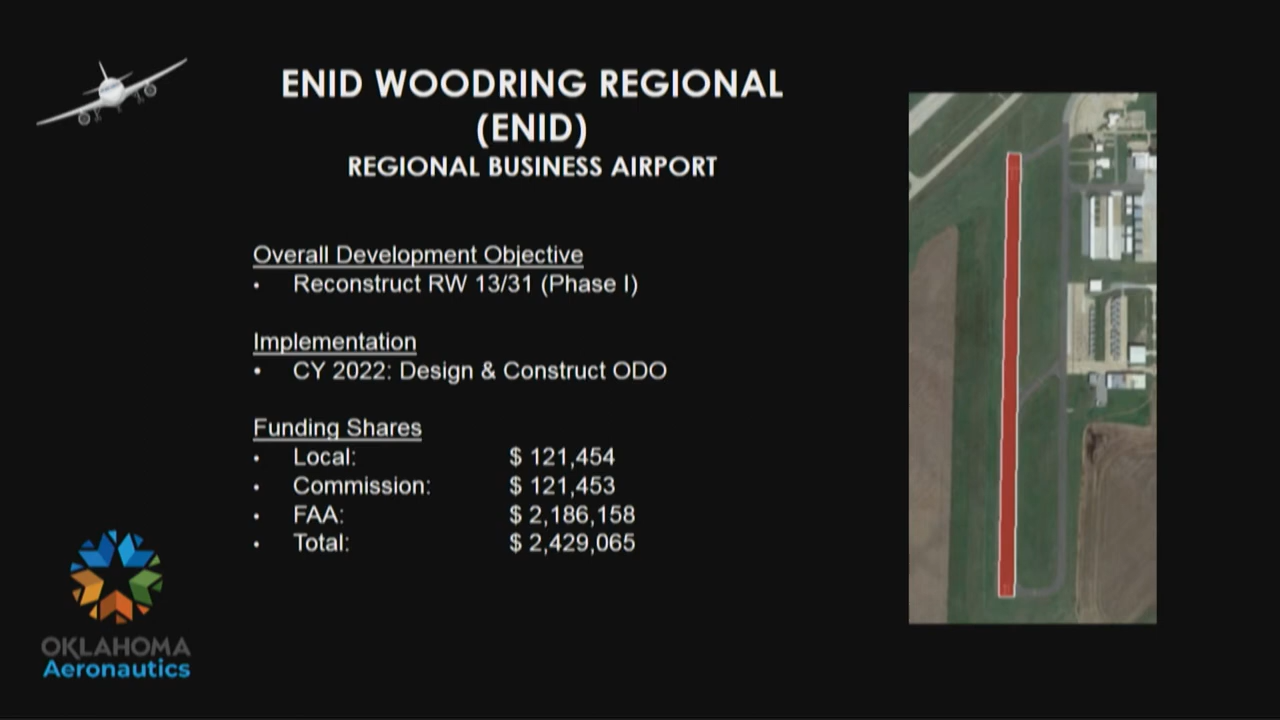 ENID WOODRING REGIONAL
(ENID)
REGIONAL BUSINESS AIRPORT
Overall Development Objective
• Reconstruct RW 13/31 (Phase I)
Implementation
• CY 2022: Design & Construct ODO
Funding Shares
• Local: $ 121,454
• Commission: $ 121,453
• FAA: $ 2,186,158
• Total: $ 2,429,065
OKLAHOMA
Aeronautics